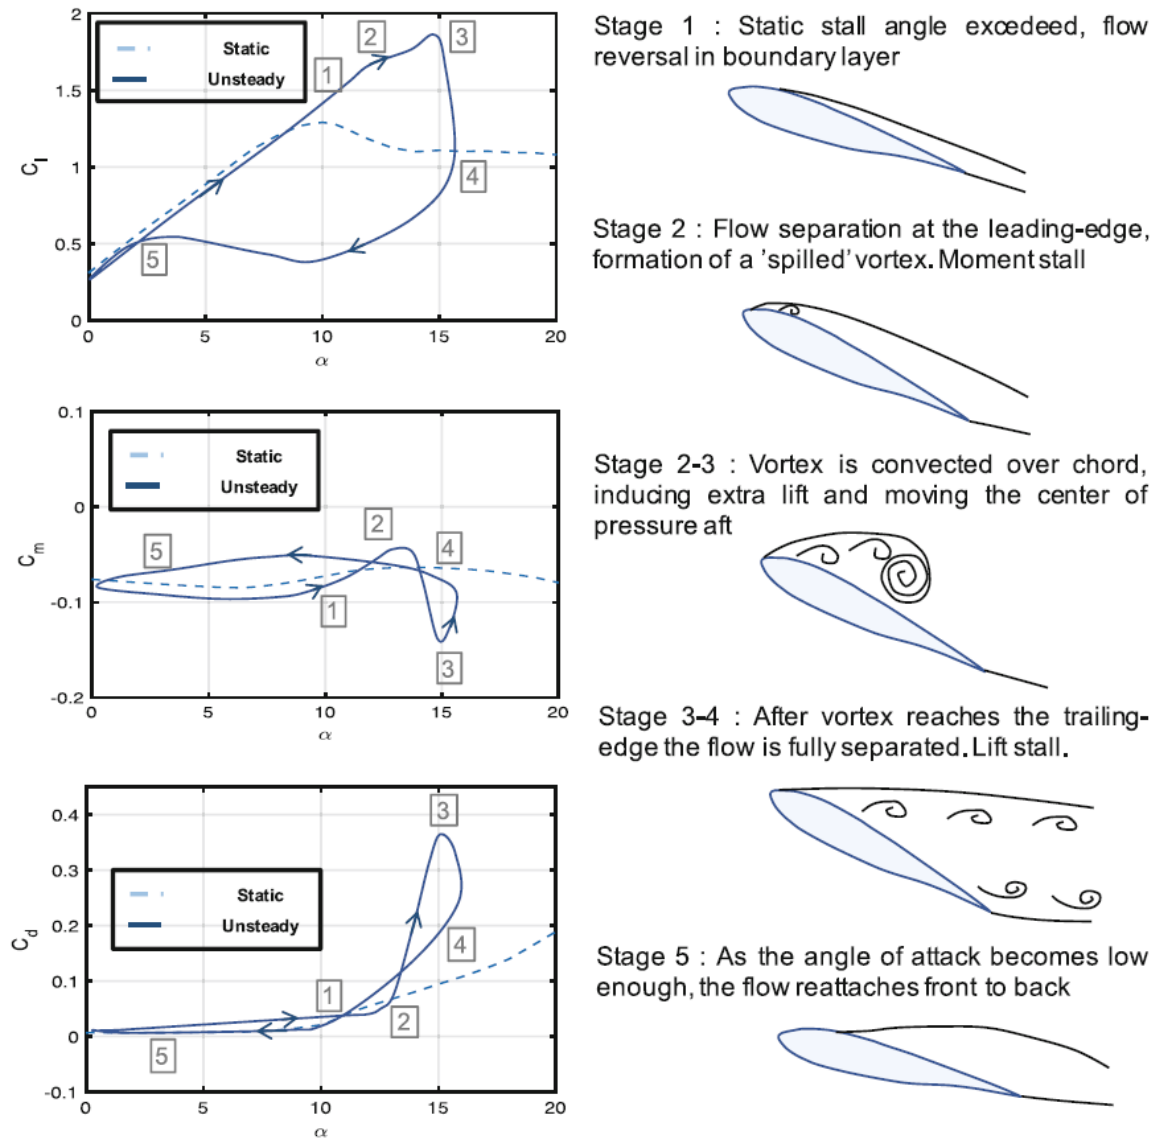 2
1.5
1
0.5
0
C_l
Static
Unsteady
1
2
3
4
5
0
5
10
15
20
α
Stage 1 : Static stall angle excedeed, flow
reversal in boundary layer
Stage 2 : Flow separation at the leading-edge,
formation of a 'spilled' vortex. Moment stall
0.1
0
-0.1
-0.2
C_m
Static
Unsteady
5
2
4
1
3
0
5
10
15
20
α
Stage 2-3 : Vortex is convected over chord,
inducing extra lift and moving the center of
pressure aft
Stage 3-4 : After vortex reaches the trailing-
edge the flow is fully separated. Lift stall.
0.4
0.3
0.2
0.1
0
-0.1
C_d
Static
Unsteady
3
4
1
2
5
0
5
10
15
20
α
Stage 5 : As the angle of attack becomes low
enough, the flow reattaches front to back